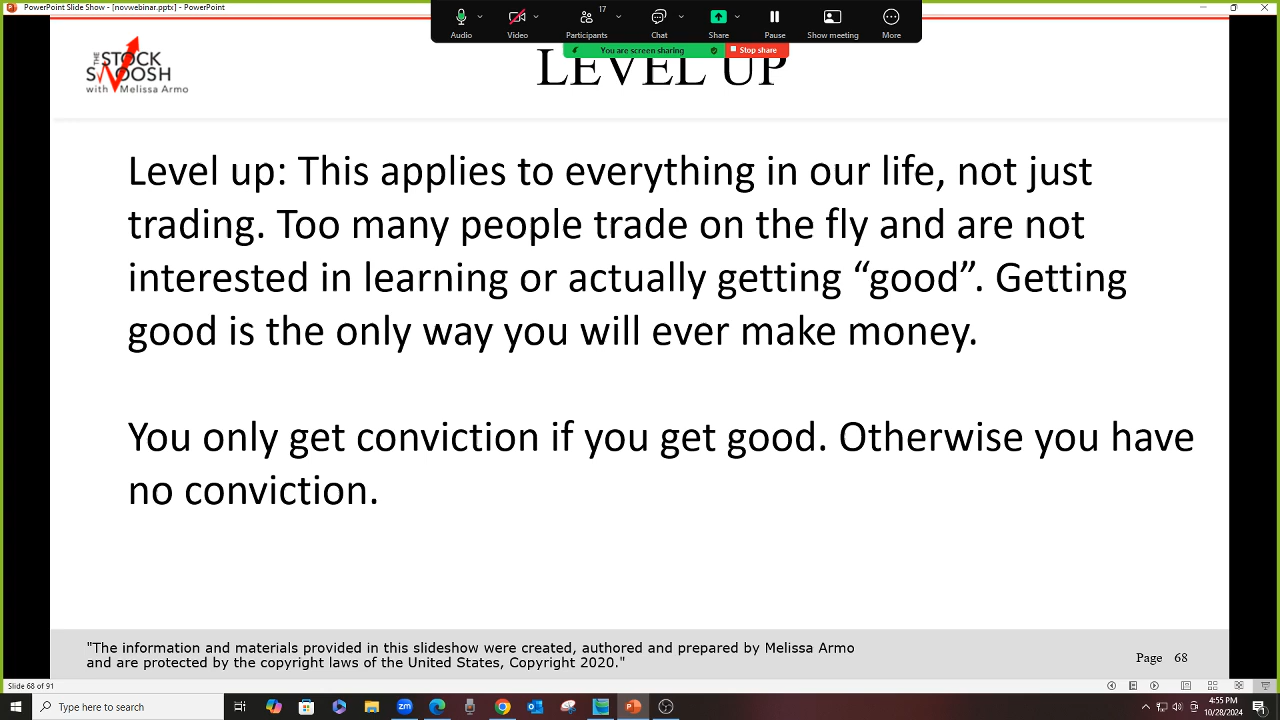 PowerPoint Slide Show - [novwebinar.pptx] - PowerPoint
17
Audio
Video
Participants
Chat
Share
Pause
Show meeting
More
You are screen sharing
Stop share
THE STOCK
SWOOSH
with Melissa Armo
LEVEL UP
Level up: This applies to everything in our life, not just
trading. Too many people trade on the fly and are not
interested in learning or actually getting “good”. Getting
good is the only way you will ever make money.
You only get conviction if you get good. Otherwise you have
no conviction.
"The information and materials provided in this slideshow were created, authored and prepared by Melissa Armo
and are protected by the copyright laws of the United States, Copyright 2020."
Page 68
Slide 68 of 91
Type here to search
4:55 PM
10/28/2024